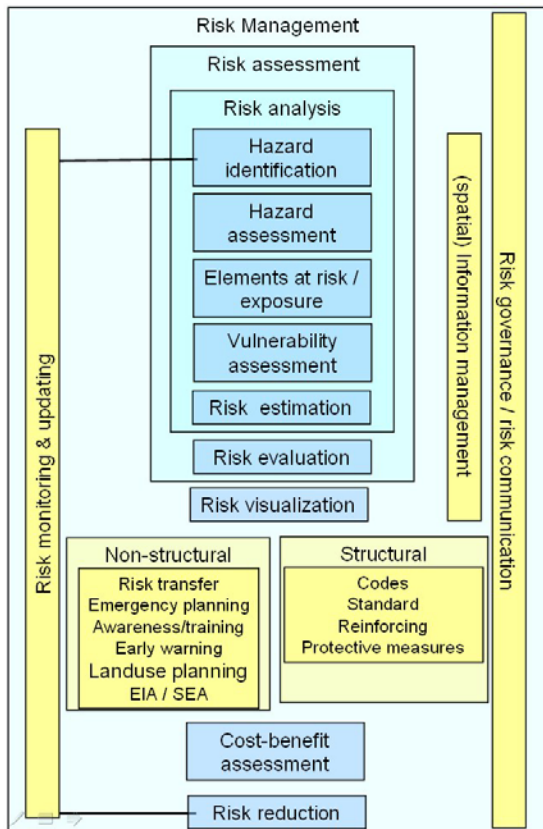 Risk Management
Risk assessment
Risk analysis
Hazard
identification
Hazard
assessment
Elements at risk /
exposure
Vulnerability
assessment
Risk estimation
Risk evaluation
Risk visualization
Non-structural
Risk transfer
Emergency planning
Awareness/training
Early warning
Landuse planning
EIA / SEA
Structural
Codes
Standard
Reinforcing
Protective measures
Cost-benefit
assessment
Risk reduction
Risk monitoring & updating
(spatial) Information management
Risk governance / risk communication